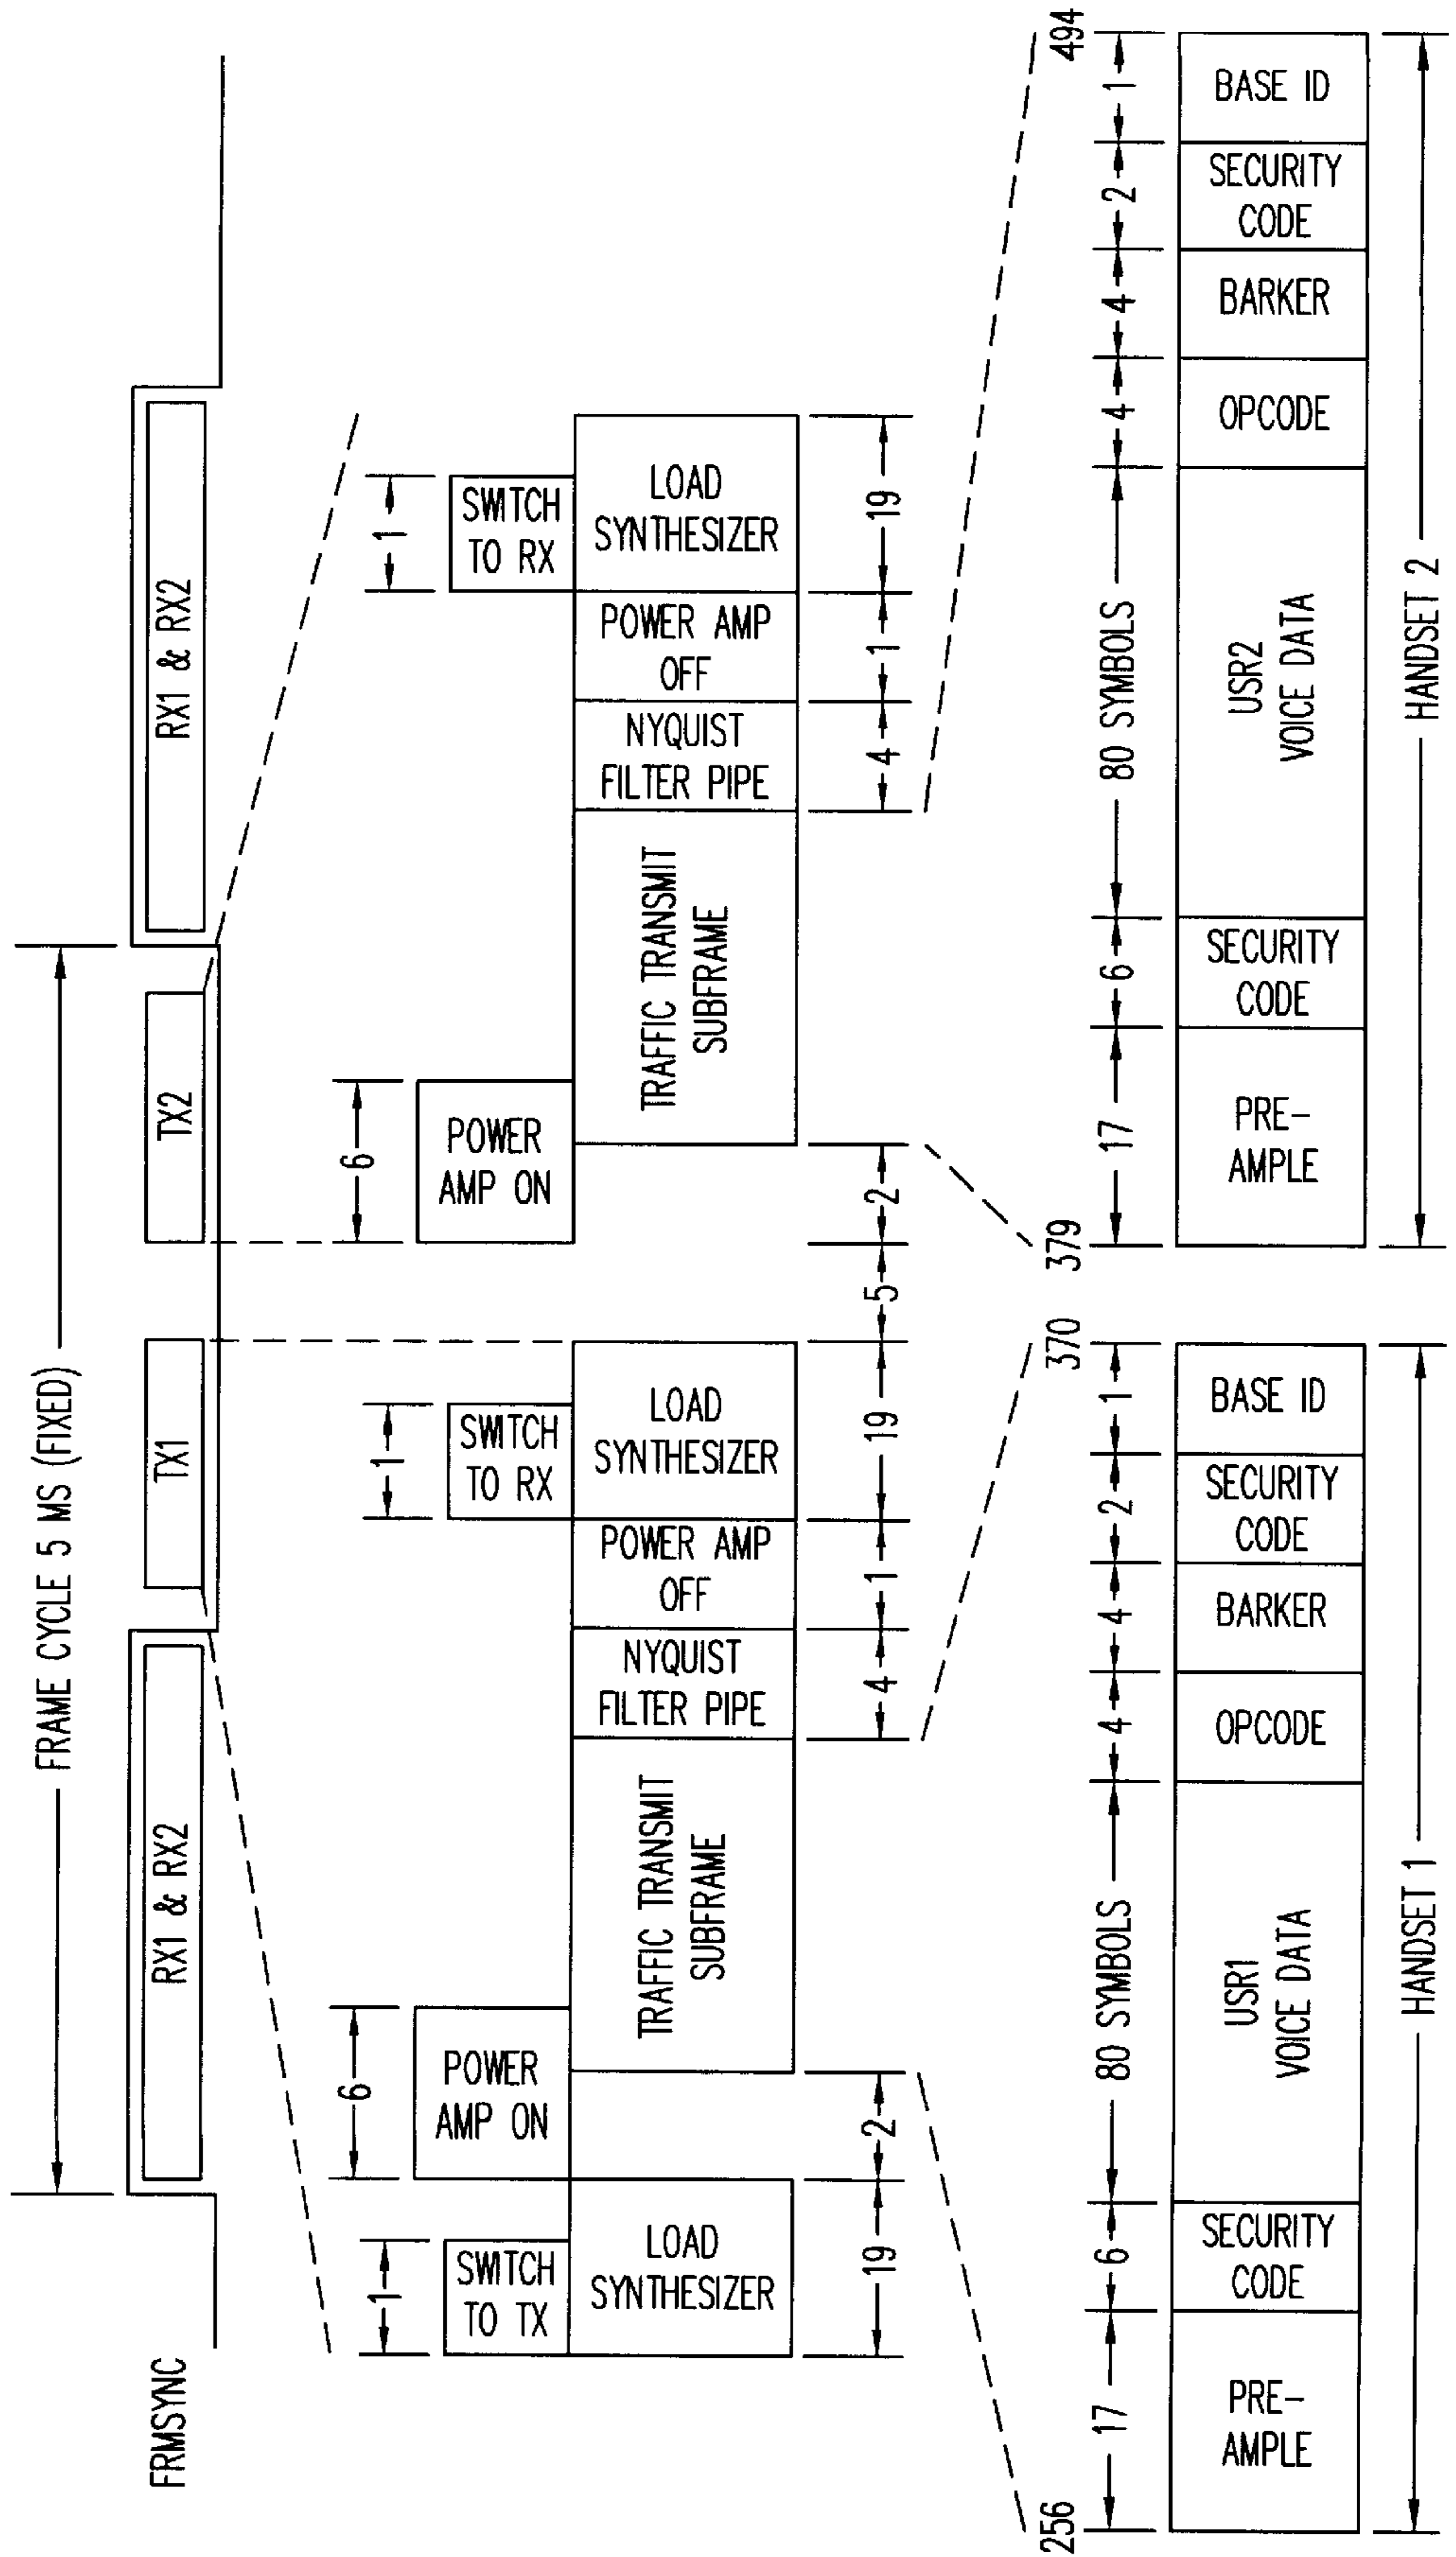 FRAME CYCLE 5 MS (FIXED)
FRMSYNC
RX1 & RX2
TX1
TX2
RX1 & RX2
1
6
1
6
1
SWITCH
TO TX
POWER
AMP ON
SWITCH
TO RX
POWER
AMP ON
SWITCH
TO RX
LOAD
SYNTHESIZER
TRAFFIC TRANSMIT
SUBFRAME
NYQUIST
FILTER PIPE
POWER AMP
OFF
LOAD
SYNTHESIZER
TRAFFIC TRANSMIT
SUBFRAME
NYQUIST
FILTER PIPE
POWER AMP
OFF
LOAD
SYNTHESIZER
19
2
4
1
19
5
2
4
1
19
256
370
379
494
17
6
80 SYMBOLS
4
4
2
1
17
6
80 SYMBOLS
4
4
2
1
PRE-
AMPLE
SECURITY
CODE
USR1
VOICE DATA
OPCODE
BARKER
SECURITY
CODE
BASE ID
PRE-
AMPLE
SECURITY
CODE
USR2
VOICE DATA
OPCODE
BARKER
SECURITY
CODE
BASE ID
HANDSET 1
HANDSET 2